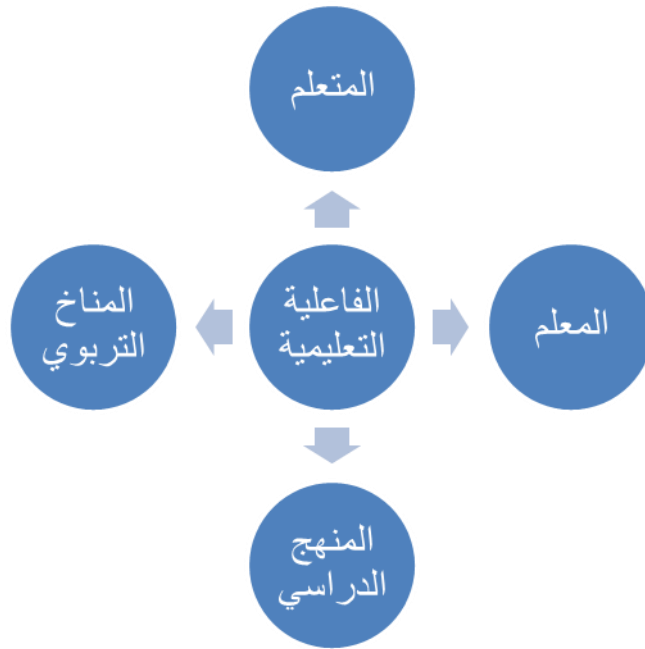 المتعلم
المعلم
الفاعلية
التعليمية
المناخ
التربوي
المنهج
الدراسي